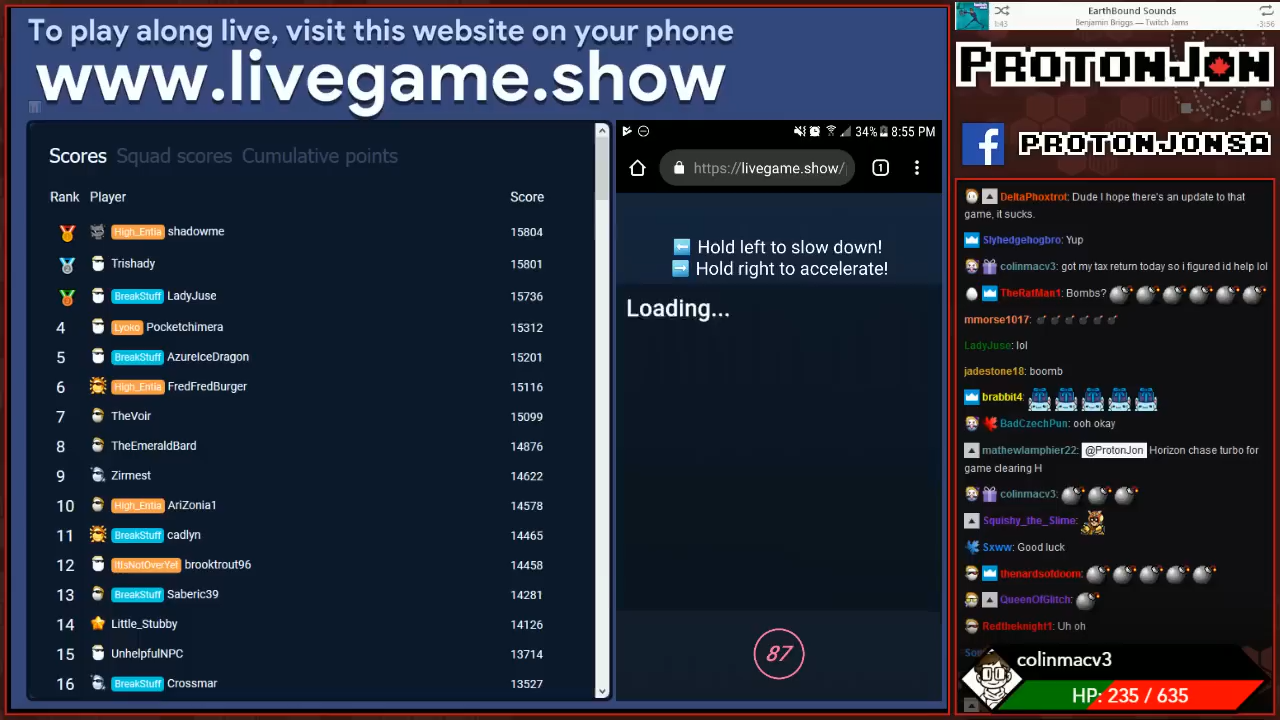 To play along live, visit this website on your phone
www.livegame.show
Scores Squad scores Cumulative points
Rank Player Score
High_Entia shadowme 15804
Trishady 15801
BreakStuff LadyJuse 15736
4 Lyoko Pocketchimera 15312
5 BreakStuff AzureIceDragon 15201
6 High_Entia FredFredBurger 15116
7 TheVoir 15099
8 TheEmeraldBard 14876
9 Zirmest 14622
10 High_Entia AriZonia1 14578
11 BreakStuff cadlyn 14465
12 ItIsNotOverYet brooktrout96 14458
13 BreakStuff Saberic39 14281
14 Little_Stubby 14126
15 UnhelpfulNPC 13714
16 BreakStuff Crossmar 13527
34% 8:55 PM
https://livegame.show/
1
Hold left to slow down!
Hold right to accelerate!
Loading...
87
EarthBound Sounds
1:43 Benjamin Briggs — Twitch Jams -3:56
PROTONJON
PROTONJONSA
DeltaPhoxtrot: Dude I hope there's an update to that
game, it sucks.
Slyhedgehogbro: Yup
colinmacv3: got my tax return today so i figured id help lol
TheRatMan1: Bombs?
mmorse1017:
LadyJuse: lol
jadestone18: boomb
brabbit4:
BadCzechPun: ooh okay
mathewlamphier22: @ProtonJon Horizon chase turbo for
game clearing H
colinmacv3:
Squishy_the_Slime:
Sxww: Good luck
thenardsofdoom:
QueenOfGlitch:
Redtheknight1: Uh oh
colinmacv3
HP: 235 / 635